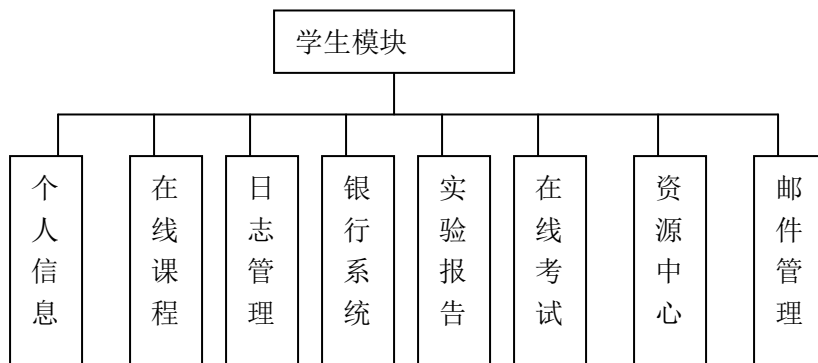 学生模块
个人信息
在线课程
日志管理
银行系统
实验报告
在线考试
资源中心
邮件管理